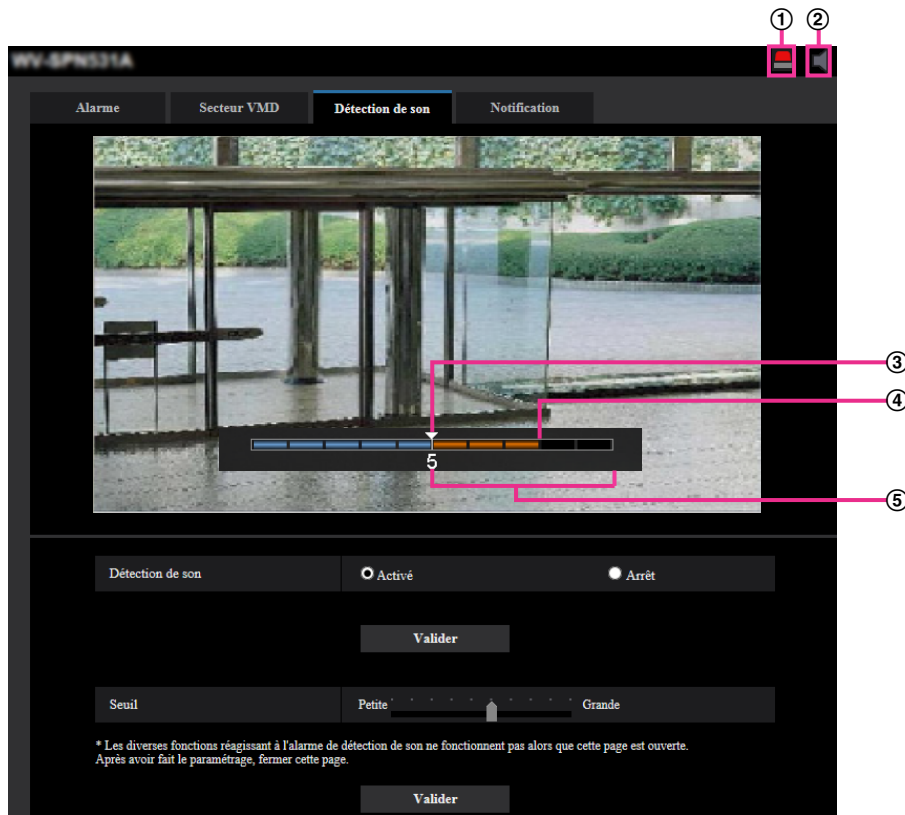 ① ②
WV-SPN531A
Alarme Secteur VMD Détection de son Notification
③
④
5
⑤
Détection de son Activé Arrêt
Valider
Seuil Petite Grande
* Les diverses fonctions réagissant à l'alarme de détection de son ne fonctionnent pas alors que cette page est ouverte.
Après avoir fait le paramétrage, fermer cette page.
Valider